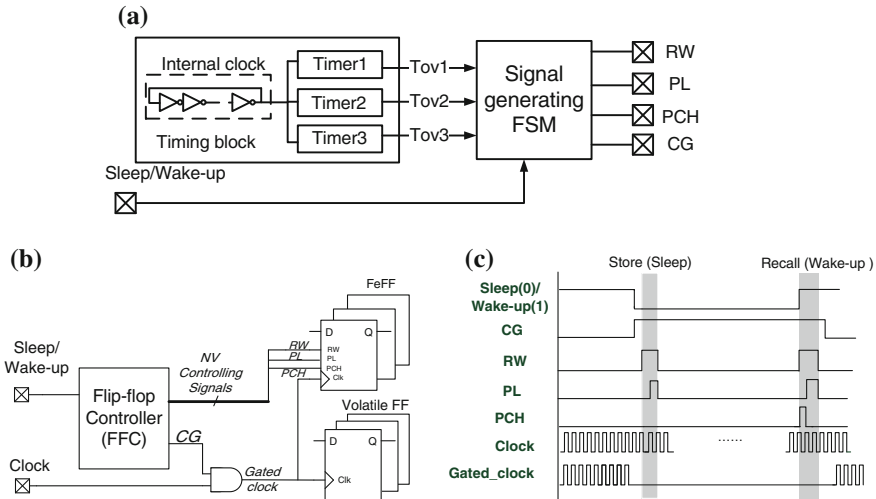 (a)
Internal clock
Timing block
Timer1
Timer2
Timer3
Tov1
Tov2
Tov3
Signal
generating
FSM
RW
PL
PCH
CG
Sleep/Wake-up
(b)
Sleep/
Wake-up
Flip-flop
Controller
(FFC)
NV
Controlling
Signals
CG
Clock
Gated
clock
RW
PL
PCH
FeFF
D
Q
RW
PL
PCH
Clk
Volatile FF
D
Q
Clk
(c)
Store (Sleep)
Recall (Wake-up )
Sleep(0)/
Wake-up(1)
CG
RW
PL
PCH
Clock
......
Gated_clock